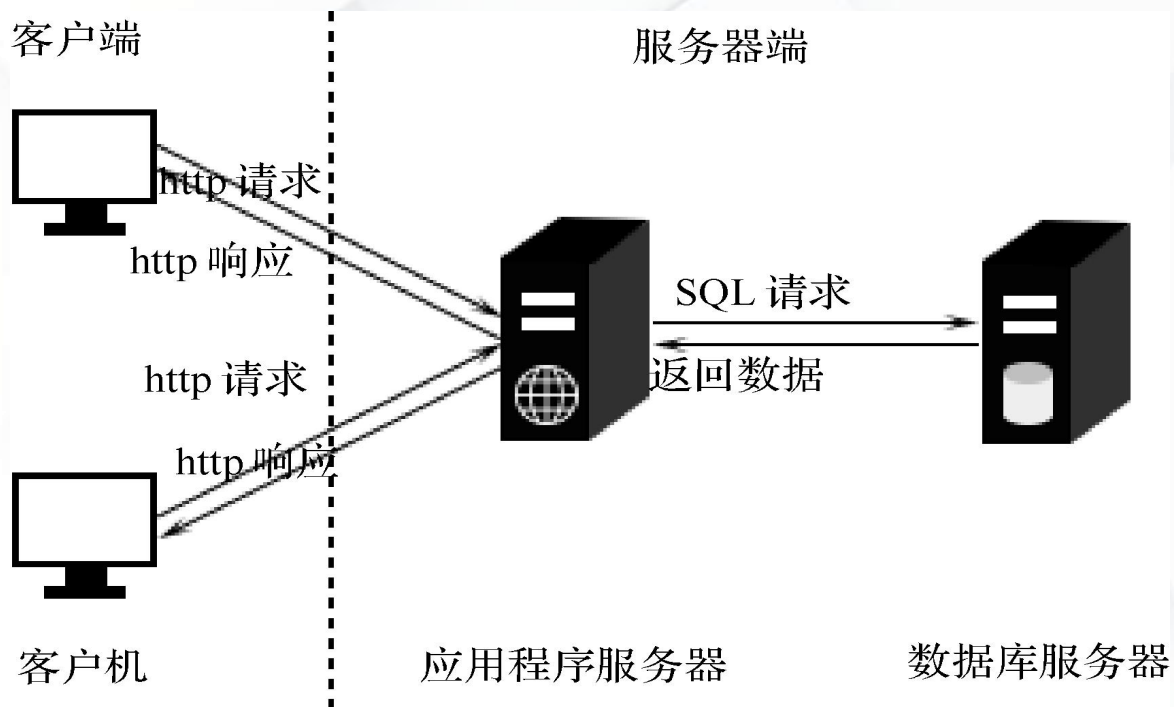 客户端
服务器端
http 请求
http 响应
SQL 请求
http 请求
返回数据
http 响应
客户机
应用程序服务器
数据库服务器